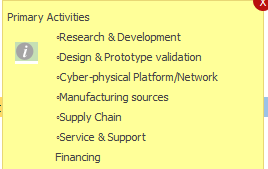 Primary Activities
◦Research & Development
◦Design & Prototype validation
◦Cyber-physical Platform/Network
◦Manufacturing sources
◦Supply Chain
◦Service & Support
Financing